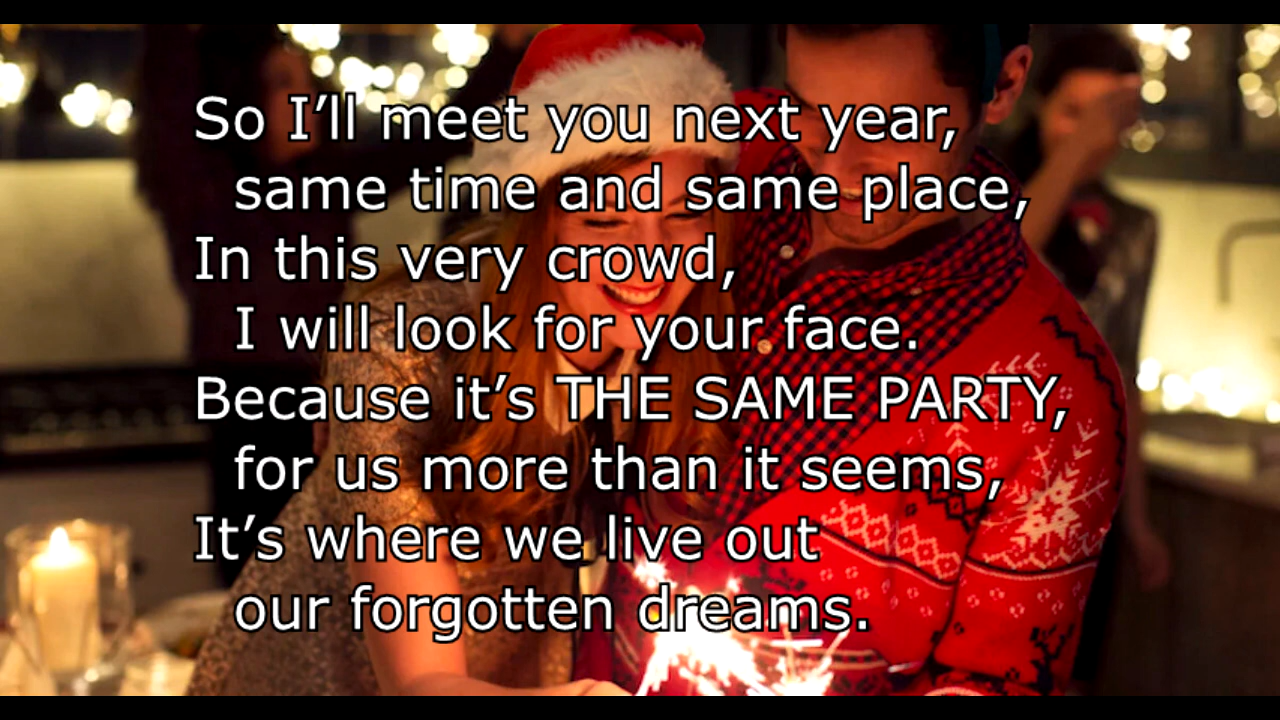 So I’ll meet you next year,
same time and same place,
In this very crowd,
I will look for your face.
Because it’s THE SAME PARTY,
for us more than it seems,
It’s where we live out
our forgotten dreams.